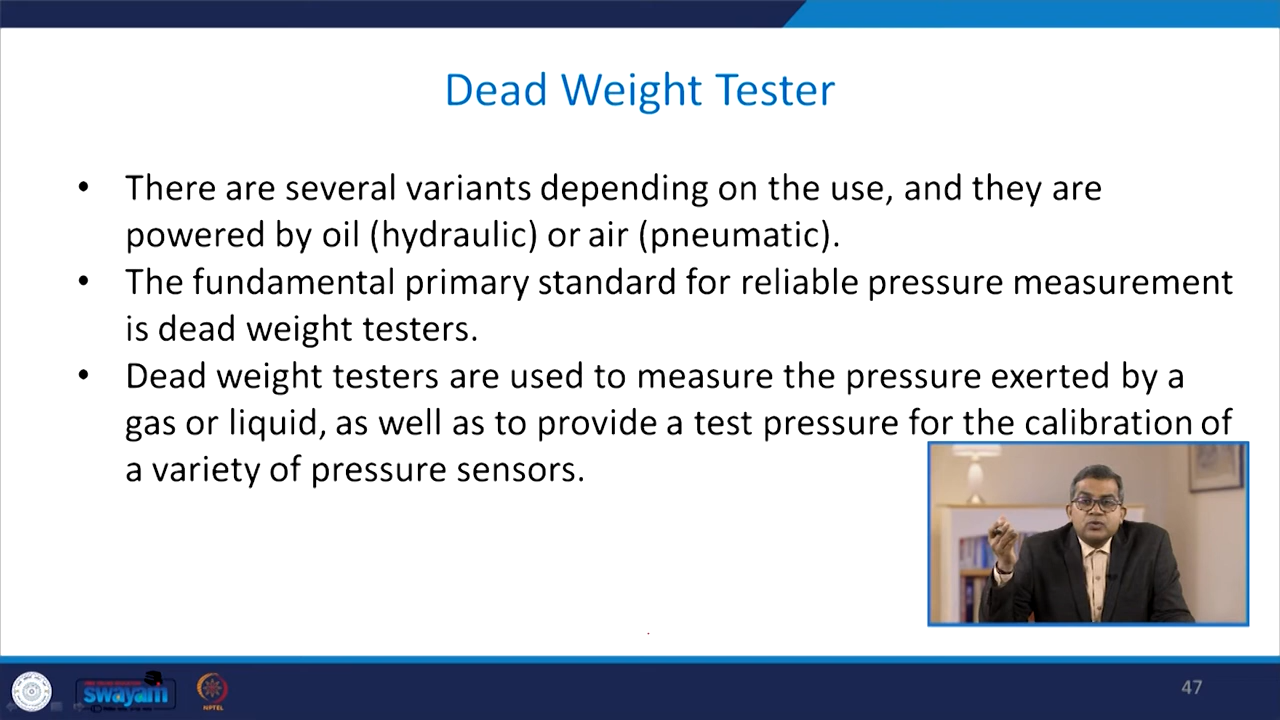 Dead Weight Tester
• There are several variants depending on the use, and they are
powered by oil (hydraulic) or air (pneumatic).
• The fundamental primary standard for reliable pressure measurement
is dead weight testers.
• Dead weight testers are used to measure the pressure exerted by a
gas or liquid, as well as to provide a test pressure for the calibration of
a variety of pressure sensors.
swayam
NPTEL
47